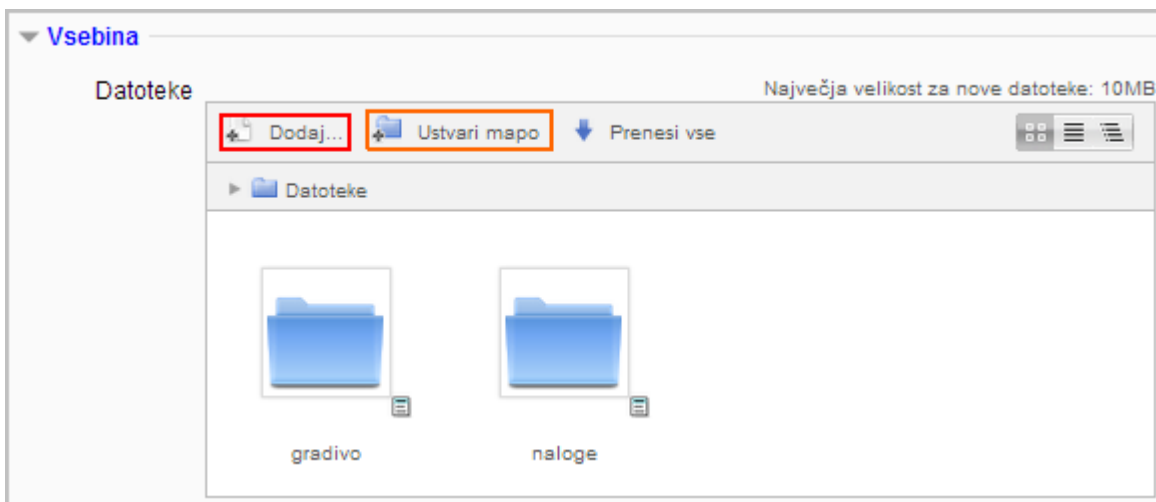 Vsebina
Datoteke
Največja velikost za nove datoteke: 10MB
Dodaj... Ustvari mapo Prenesi vse
Datoteke
gradivo naloge